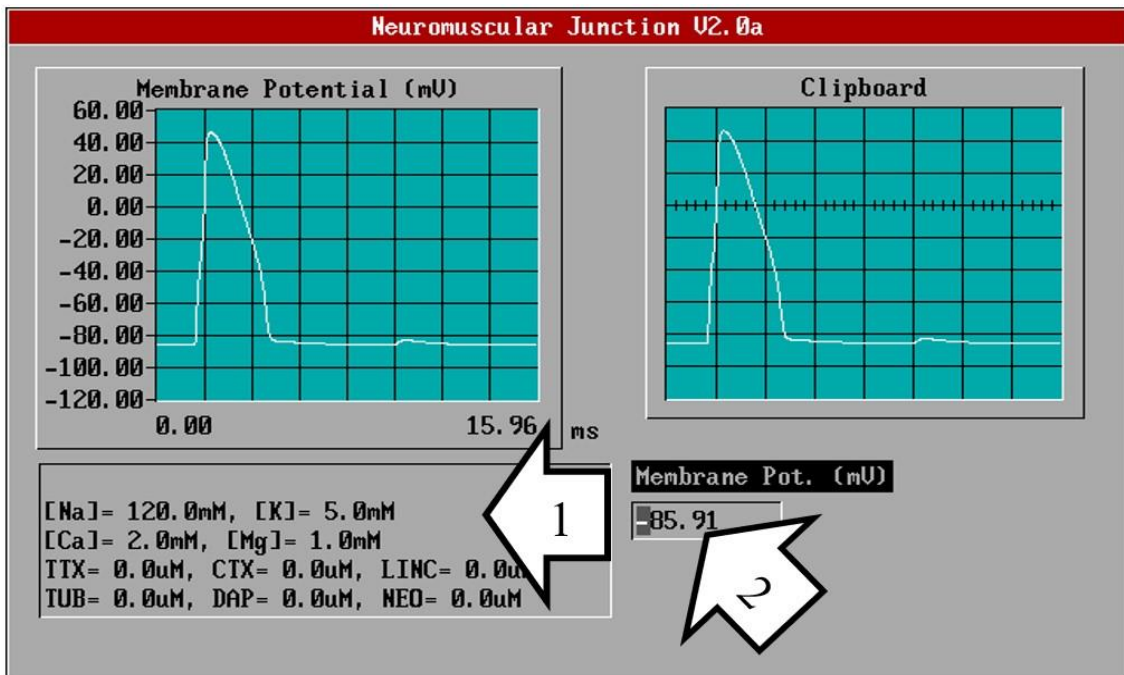 Neuromuscular Junction V2.0a
Membrane Potential (mV)
60.00
40.00
20.00
0.00
-20.00
-40.00
-60.00
-80.00
-100.00
-120.00
0.00 15.96 ms
Clipboard
[Na]= 120.0mM, [K]= 5.0mM
[Ca]= 2.0mM, [Mg]= 1.0mM
TTX= 0.0uM, CTX= 0.0uM, LINC= 0.0u
TUB= 0.0uM, DAP= 0.0uM, NEO= 0.0uM
1
Membrane Pot. (mV)
-85.91
2